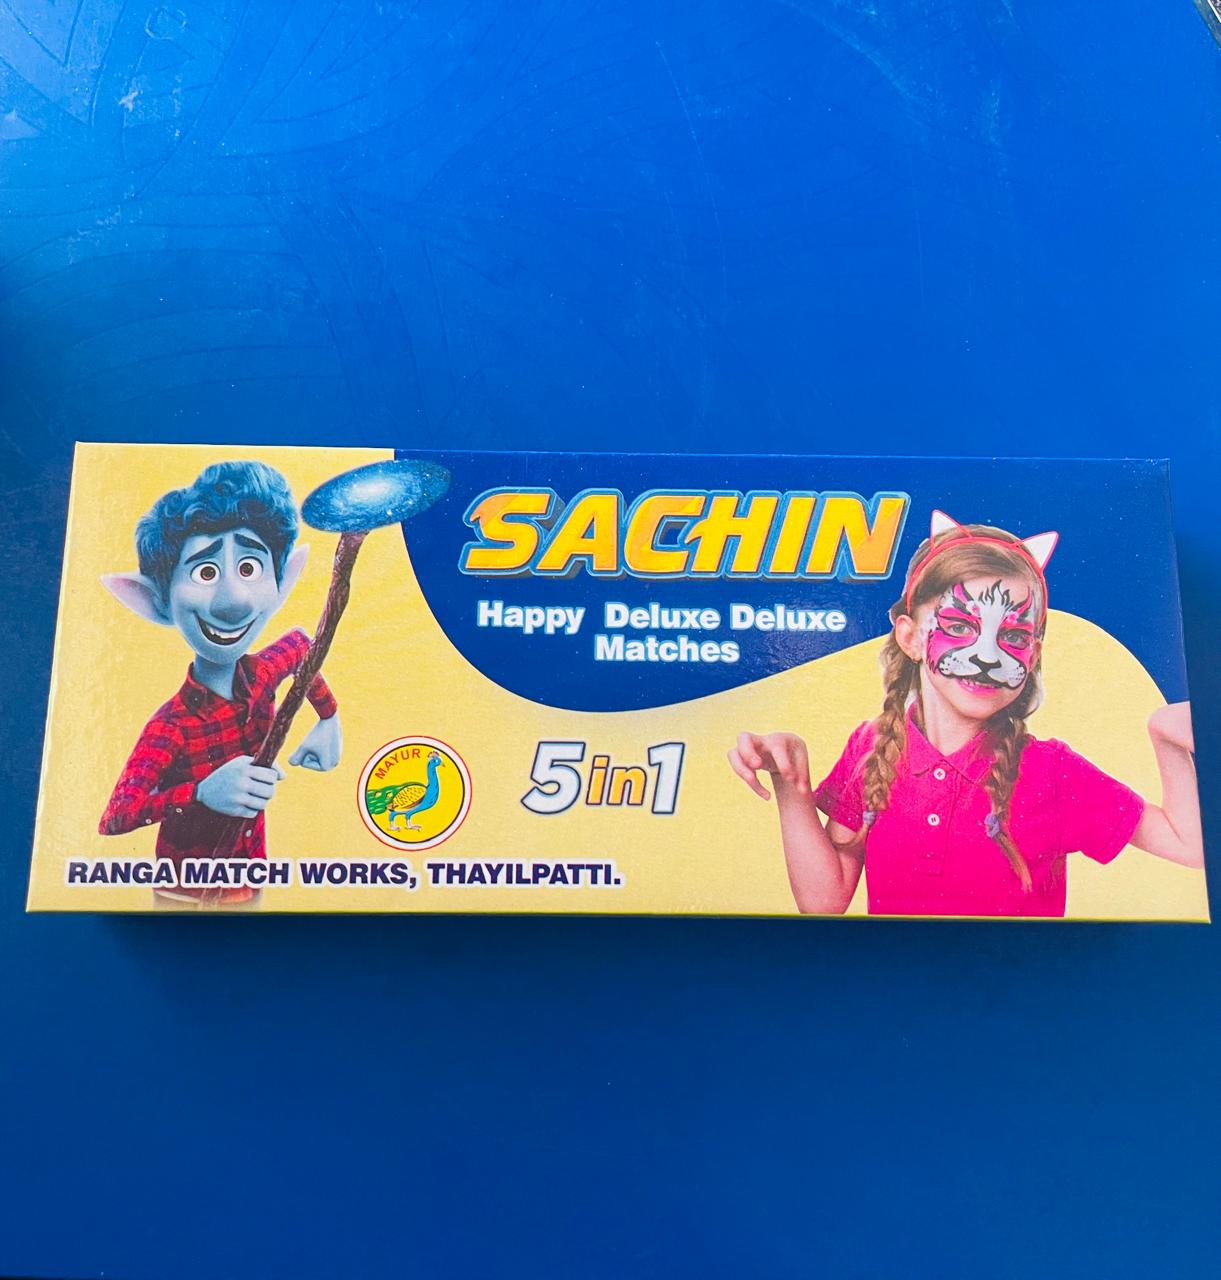 SACHIN
Happy Deluxe Deluxe
Matches
5in1
MAYUR
RANGA MATCH WORKS, THAYILPATTI.